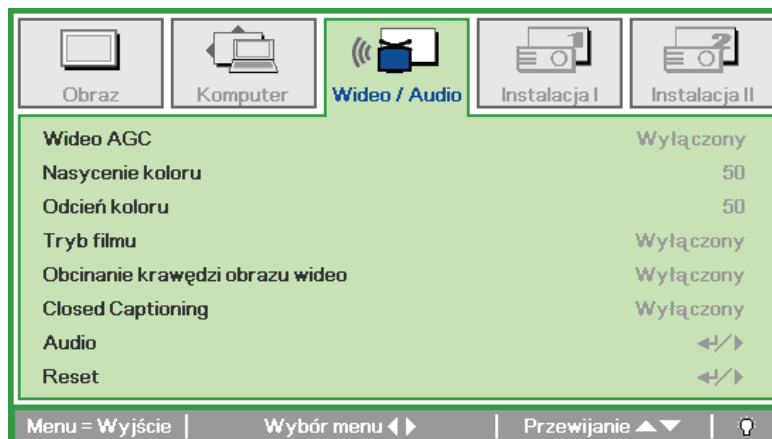 Obraz
Komputer
Wideo / Audio
Instalacja I
Instalacja II
Wideo AGC Wyłączony
Nasycenie koloru 50
Odcień koloru 50
Tryb filmu Wyłączony
Obcinanie krawędzi obrazu wideo Wyłączony
Closed Captioning Wyłączony
Audio
Reset
Menu = Wyjście | Wybór menu | Przewijanie |